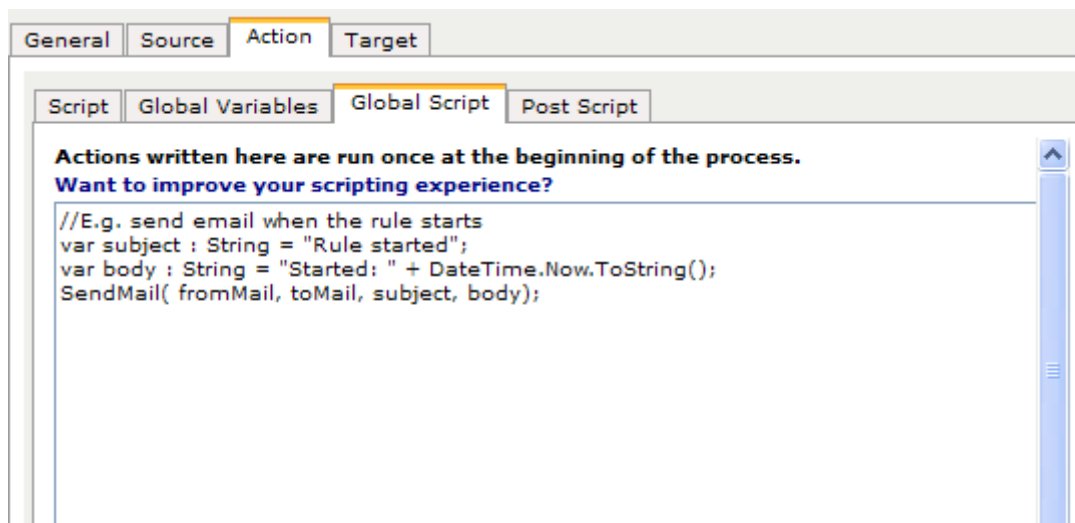 General Source Action Target
Script Global Variables Global Script Post Script
Actions written here are run once at the beginning of the process.
Want to improve your scripting experience?
//E.g. send email when the rule starts
var subject : String = "Rule started";
var body : String = "Started: " + DateTime.Now.ToString();
SendMail( fromMail, toMail, subject, body);